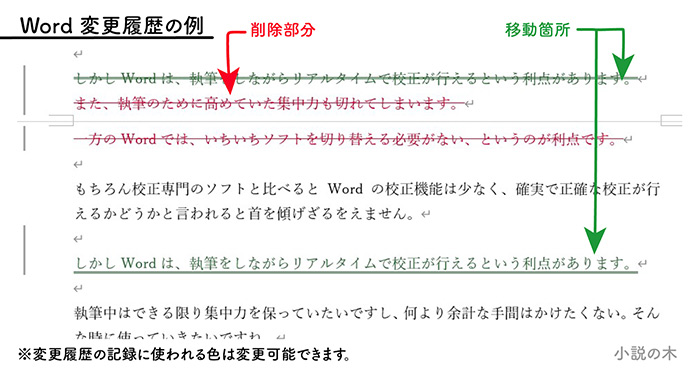 Word 変更履歴の例
削除部分
移動箇所
しかし Word は、執筆をしながらリアルタイムで校正が行えるという利点があります。
また、執筆のために高めていた集中力も切れてしまいます。
一方の Word では、いちいちソフトを切り替える必要がない、というのが利点です。
もちろん校正専門のソフトと比べると Word の校正機能は少なく、確実で正確な校正が行
えるかどうかと言われると首を傾げざるをえません。
しかし Word は、執筆をしながらリアルタイムで校正が行えるという利点があります。
執筆中はできる限り集中力を保っていたいですし、何より余計な手間はかけたくない。そん
な時に使っていきたいですね。
※変更履歴の記録に使われる色は変更可能できます。
小説の木